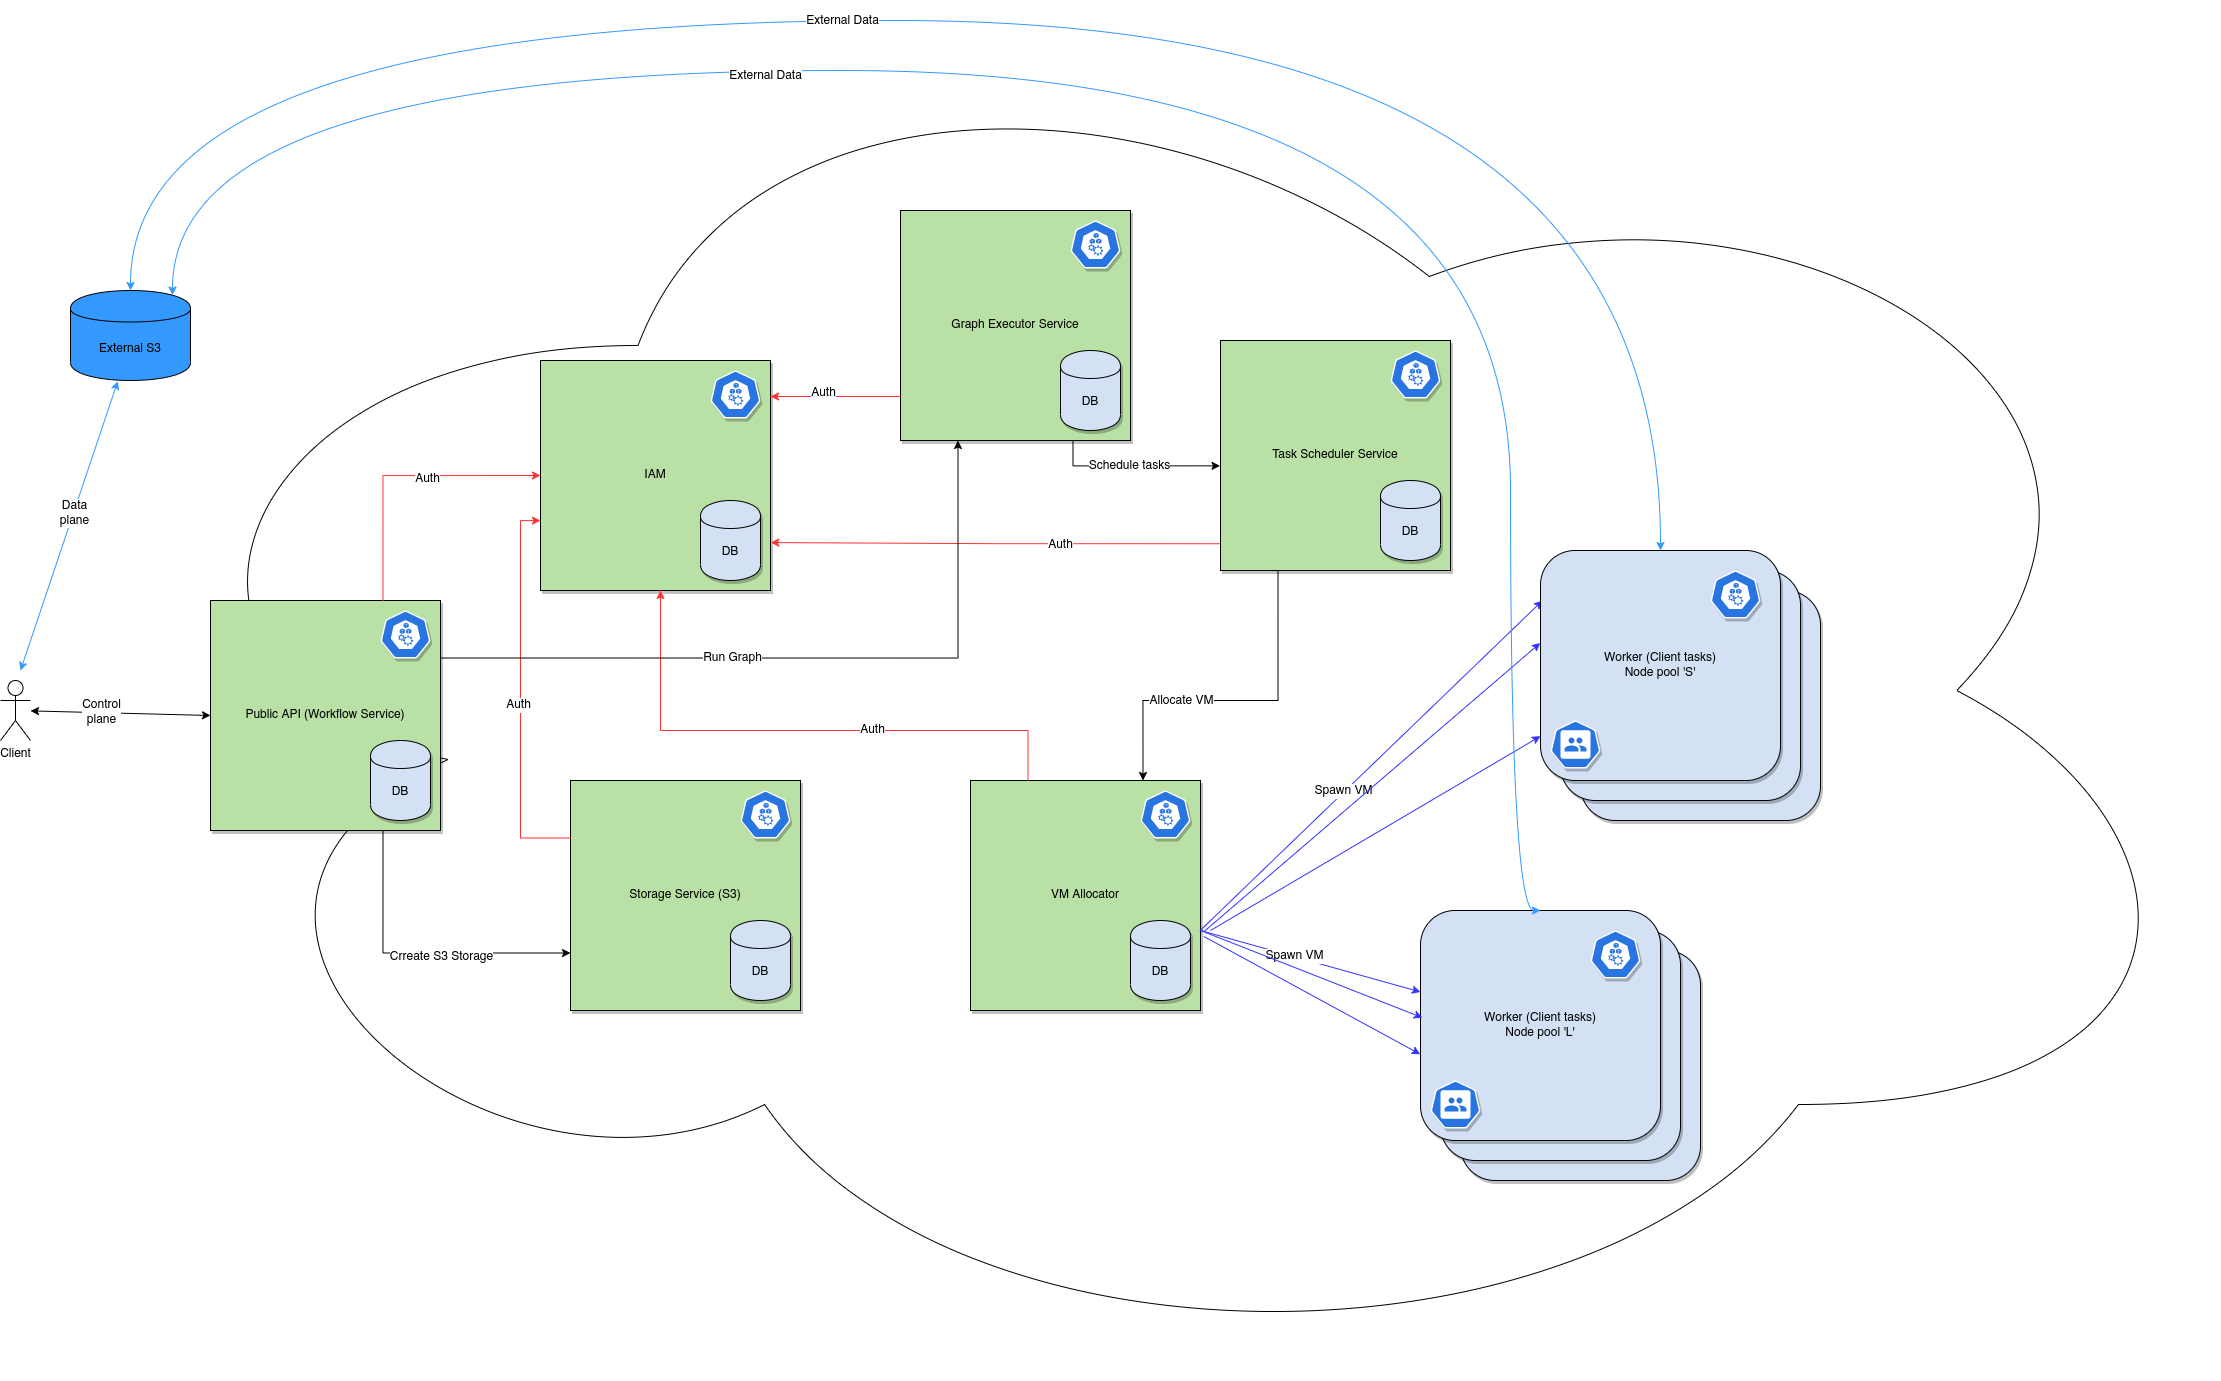 External Data
External Data
Graph Executor Service
DB
External S3
Auth
IAM
DB
Auth
Schedule tasks
Task Scheduler Service
DB
Auth
Data
plane
Run Graph
Control
plane
Client
Public API (Workflow Service)
DB
Auth
Auth
Allocate VM
Worker (Client tasks)
Node pool 'S'
Spawn VM
Storage Service (S3)
DB
Crreate S3 Storage
VM Allocator
DB
Spawn VM
Worker (Client tasks)
Node pool 'L'